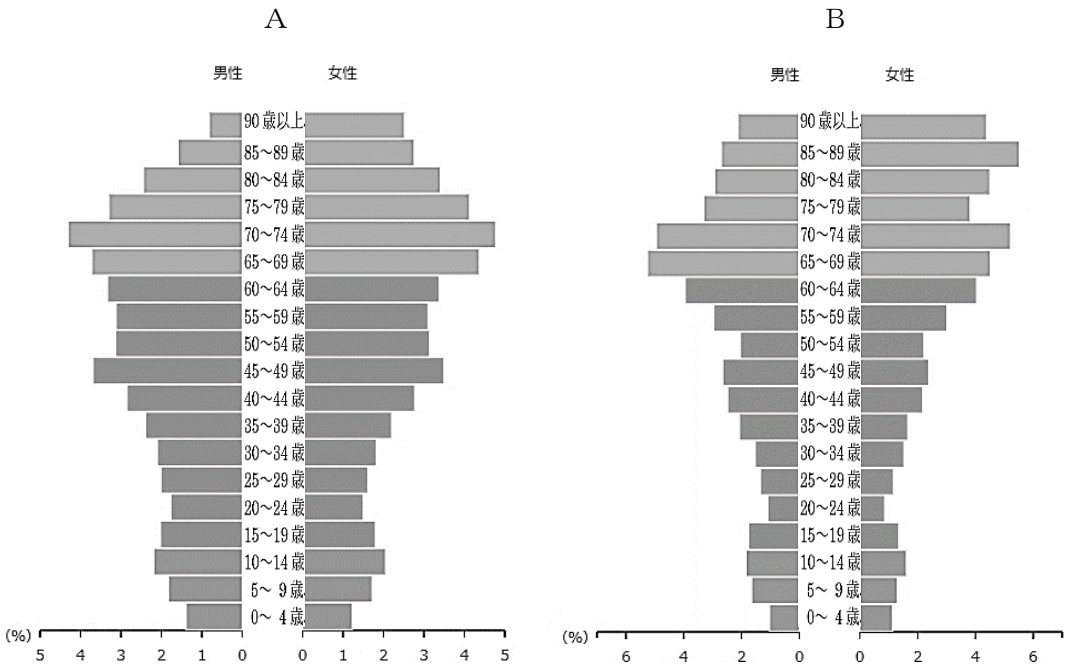 A
B
男性 女性
男性 女性
90歳以上
85～89歳
80～84歳
75～79歳
70～74歳
65～69歳
60～64歳
55～59歳
50～54歳
45～49歳
40～44歳
35～39歳
30～34歳
25～29歳
20～24歳
15～19歳
10～14歳
5～ 9歳
0～ 4歳
(%)
5 4 3 2 1 0 0 1 2 3 4 5
90歳以上
85～89歳
80～84歳
75～79歳
70～74歳
65～69歳
60～64歳
55～59歳
50～54歳
45～49歳
40～44歳
35～39歳
30～34歳
25～29歳
20～24歳
15～19歳
10～14歳
5～ 9歳
0～ 4歳
(%)
6 4 2 0 0 2 4 6